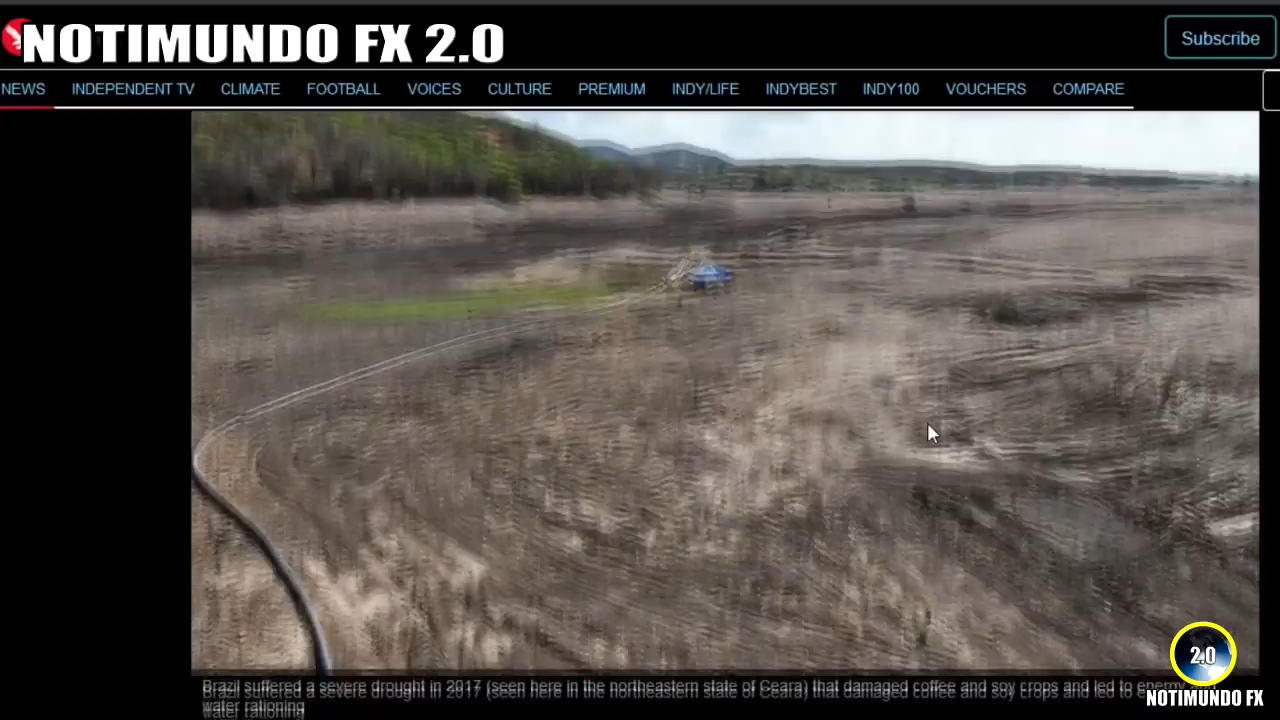 NOTIMUNDO FX 2.0
Subscribe
NEWS INDEPENDENT TV CLIMATE FOOTBALL VOICES CULTURE PREMIUM INDY/LIFE INDYBEST INDY100 VOUCHERS COMPARE
Brazil suffered a severe drought in 2017 (seen here in the northeastern state of Ceara) that damaged coffee and soy crops and led to energy and
water rationing
2.0
NOTIMUNDO FX